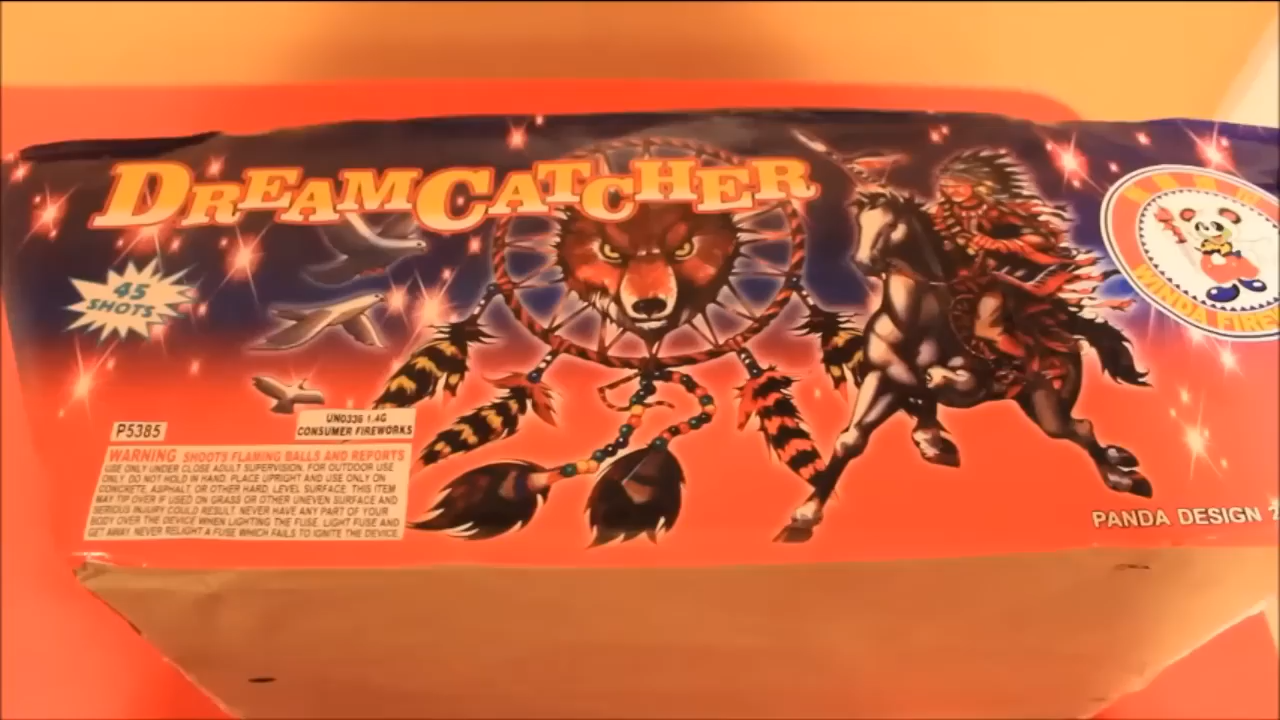 DREAMCATCHER
45
SHOTS
P5385
UN0336 1.4G
CONSUMER FIREWORKS
WARNING SHOOTS FLAMING BALLS AND REPORTS
USE ONLY UNDER CLOSE ADULT SUPERVISION. FOR OUTDOOR USE
ONLY DO NOT HOLD IN HAND. PLACE UPRIGHT AND USE ONLY ON
CONCRETE, ASPHALT, OR OTHER HARD, LEVEL SURFACE. THIS ITEM
MAY TIP OVER IF USED ON GRASS OR OTHER UNEVEN SURFACE AND
SERIOUS INJURY COULD RESULT. NEVER HAVE ANY PART OF YOUR
BODY OVER THE DEVICE WHEN LIGHTING THE FUSE. LIGHT FUSE AND
GET AWAY. NEVER RELIGHT A FUSE WHICH FAILS TO IGNITE THE DEVICE.
WINDA
PANDA DESIGN